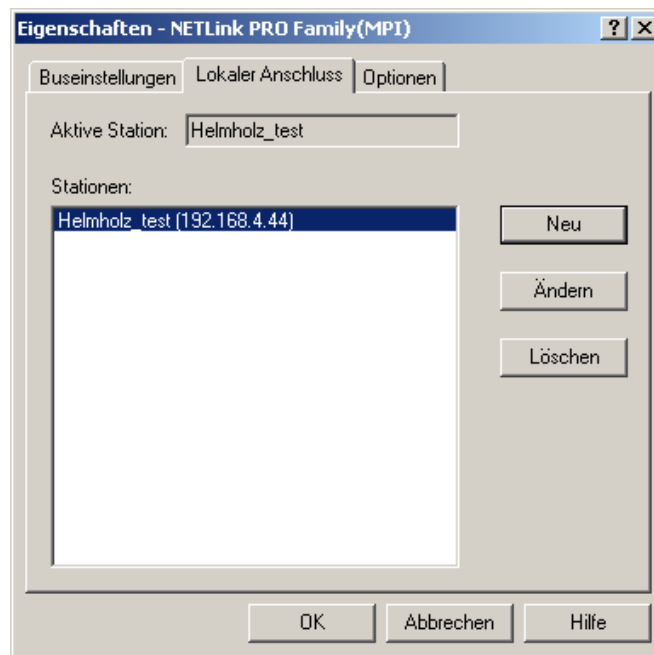 Eigenschaften - NETLink PRO Family(MPI)
Buseinstellungen Lokaler Anschluss Optionen
Aktive Station: Helmholz_test
Stationen:
Helmholz_test (192.168.4.44)
Neu
Ändern
Löschen
OK Abbrechen Hilfe